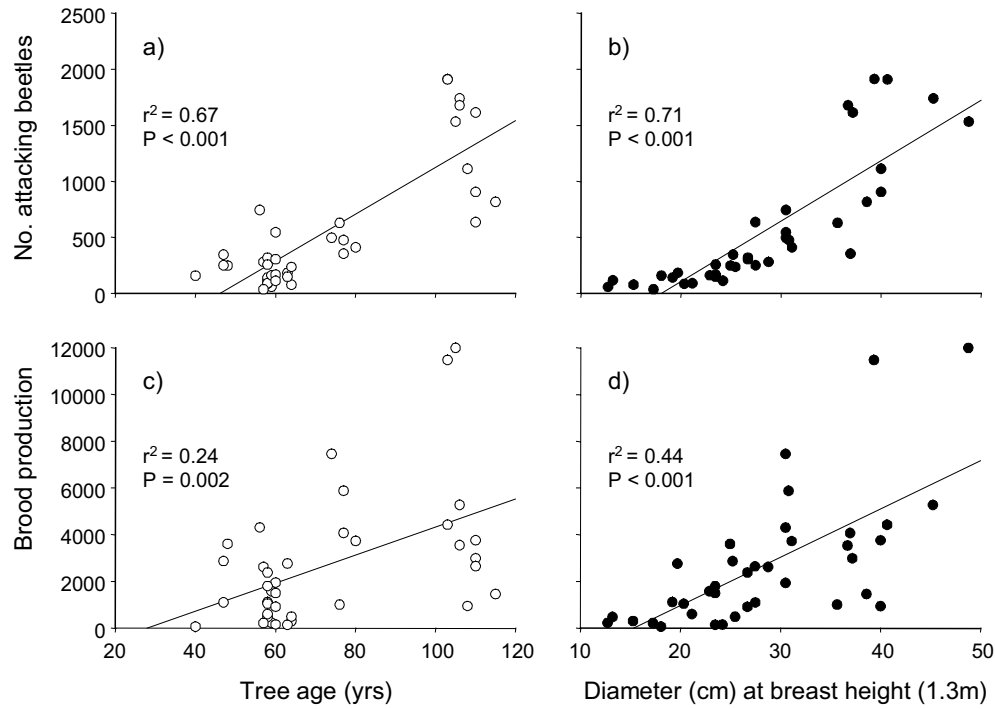 No. attacking beetles
2500
2000
1500
1000
500
0
a)
r² = 0.67
P < 0.001
b)
r² = 0.71
P < 0.001
Brood production
12000
10000
8000
6000
4000
2000
0
c)
r² = 0.24
P = 0.002
d)
r² = 0.44
P < 0.001
20 40 60 80 100 120
10 20 30 40 50
Tree age (yrs)
Diameter (cm) at breast height (1.3m)